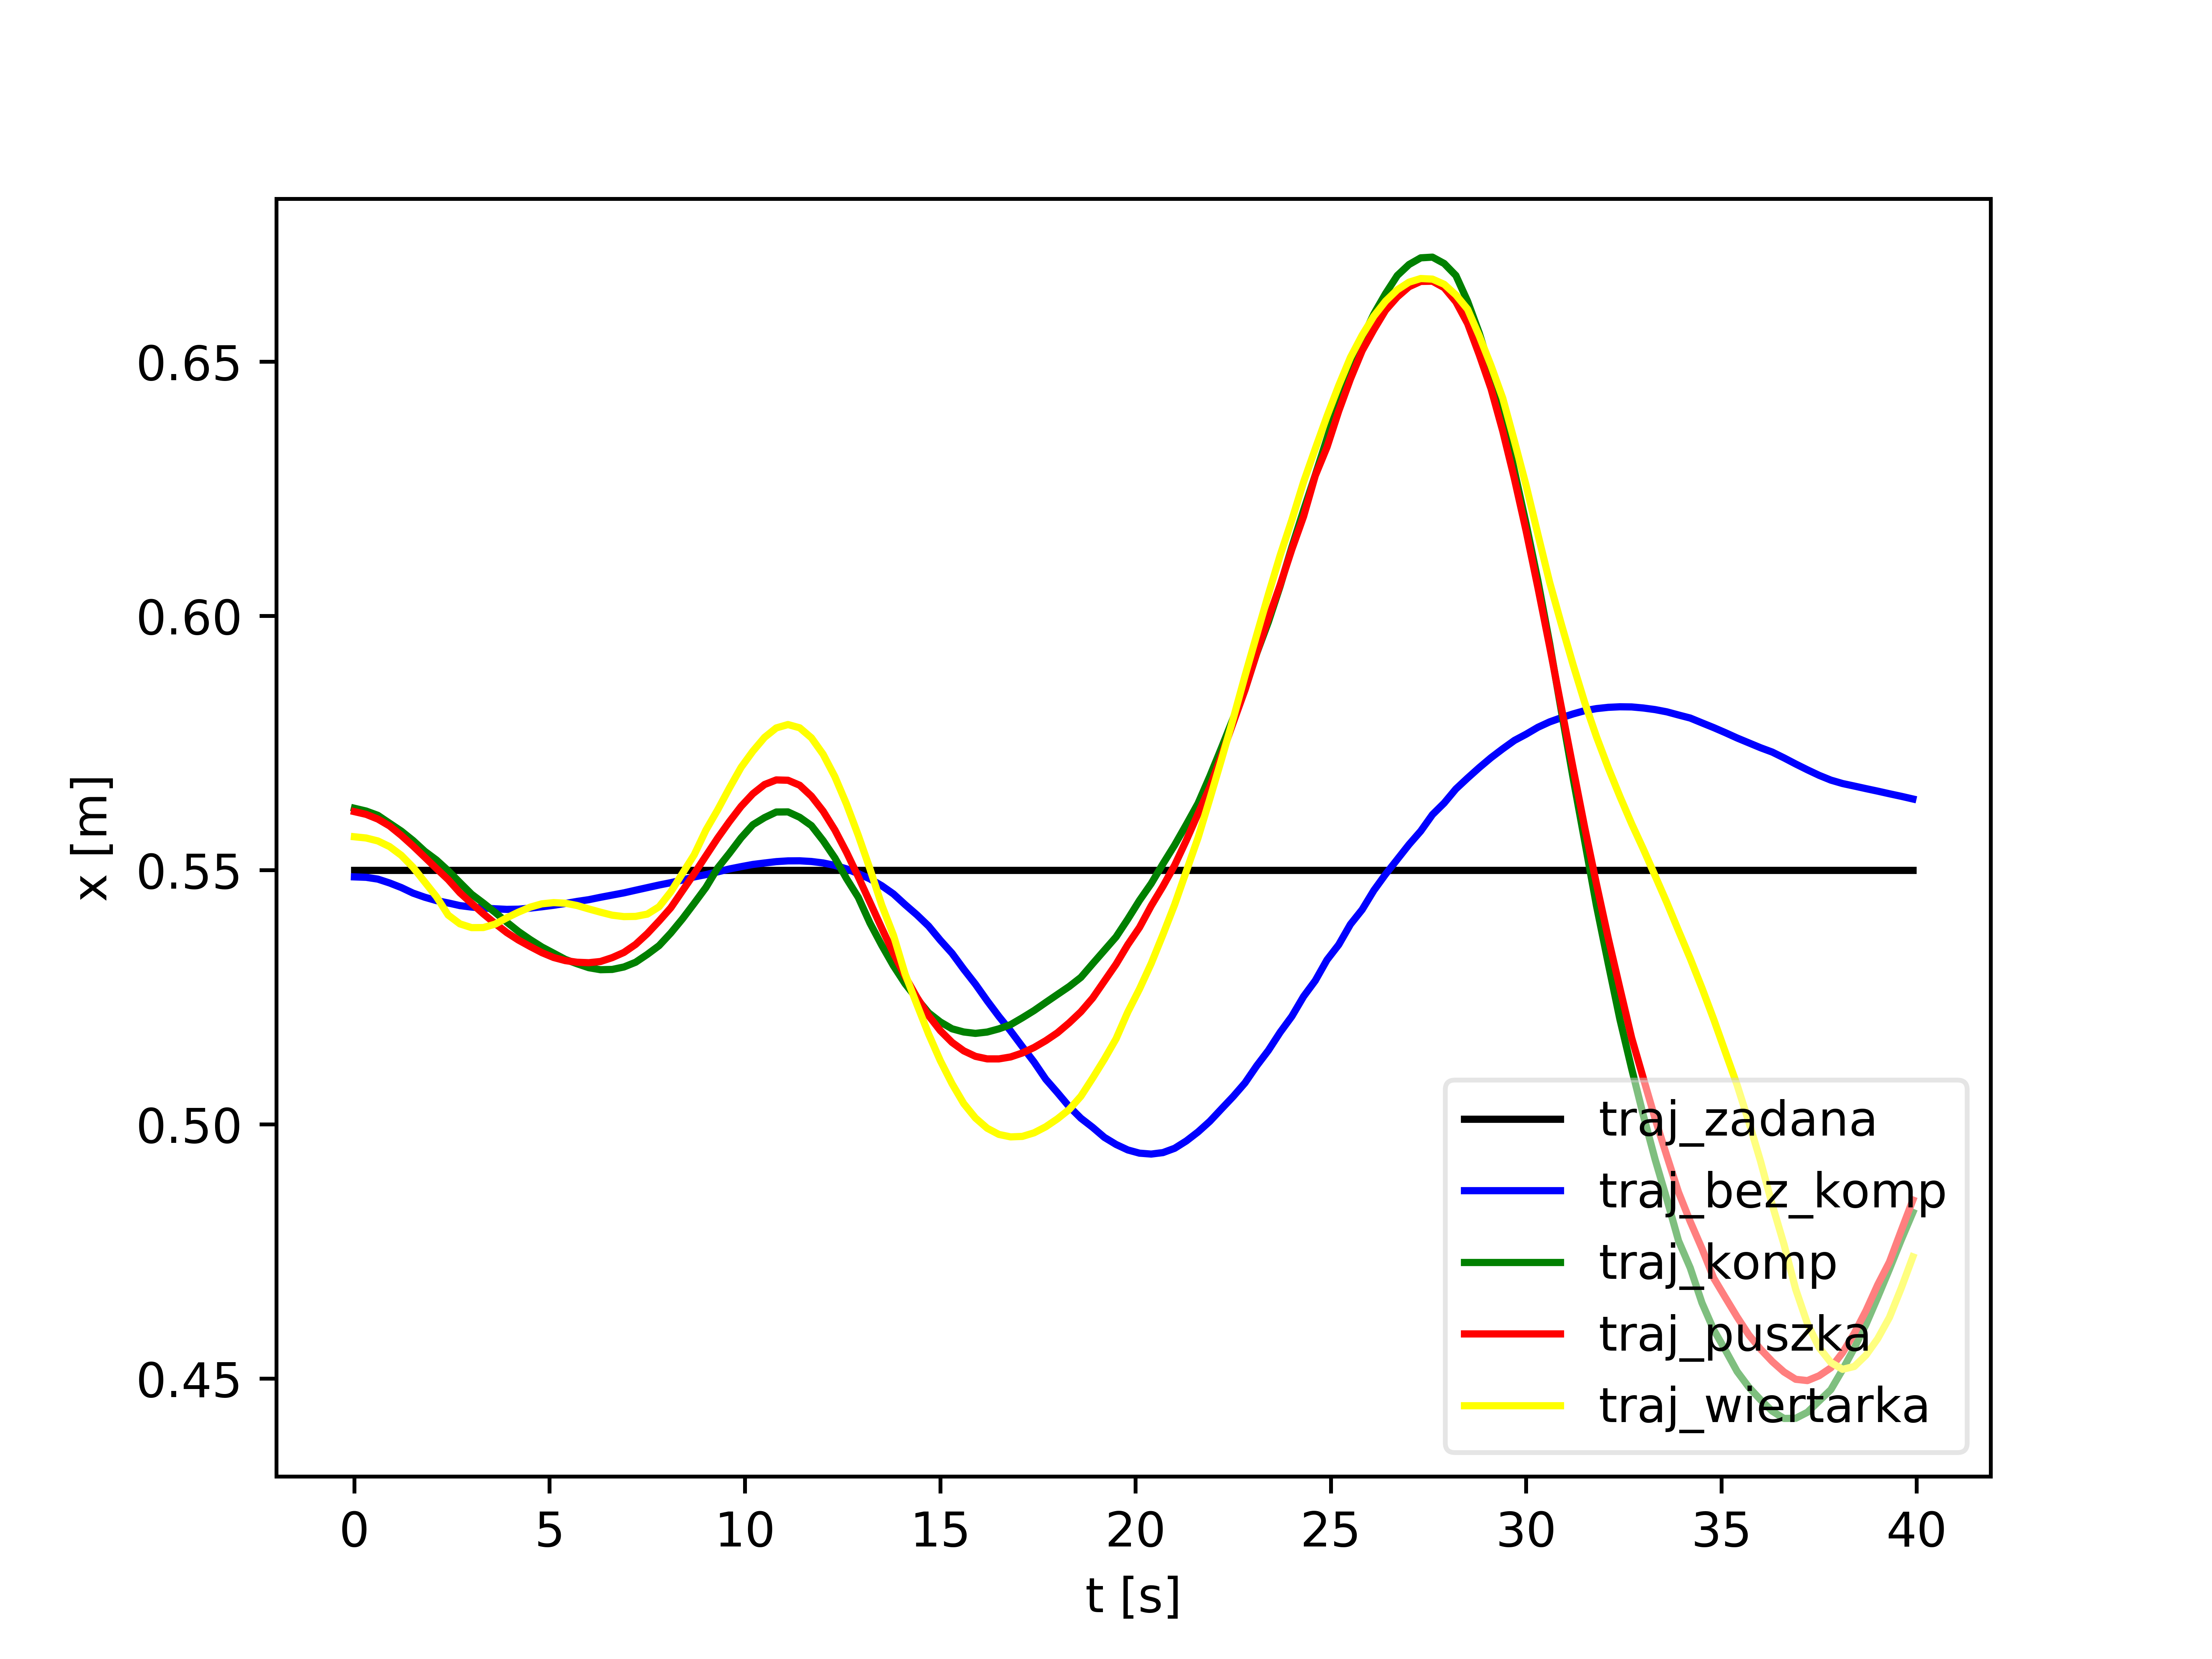 0.65
0.60
0.55
0.50
0.45
x [m]
0 5 10 15 20 25 30 35 40
t [s]
traj_zadana
traj_bez_komp
traj_komp
traj_puszka
traj_wiertarka